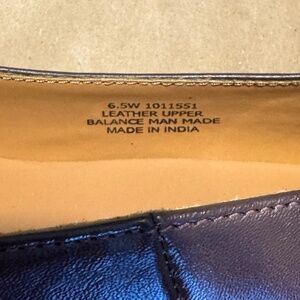 6.5W 1011551
LEATHER UPPER
BALANCE MAN MADE
MADE IN INDIA